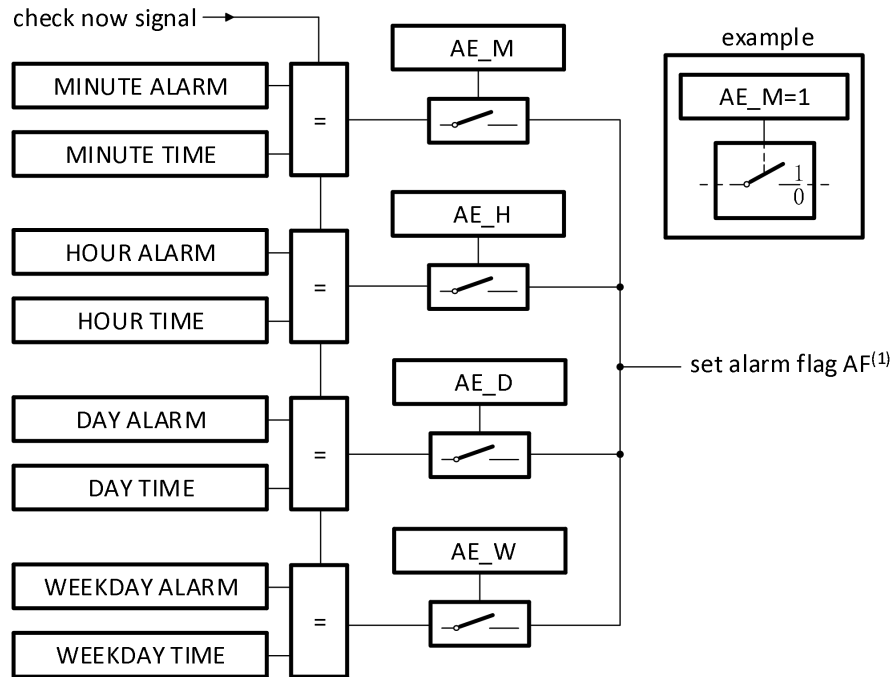 check now signal
example
AE_M
MINUTE ALARM
AE_M=1
=
MINUTE TIME
1
0
AE_H
HOUR ALARM
=
HOUR TIME
set alarm flag AF(1)
AE_D
DAY ALARM
=
DAY TIME
AE_W
WEEKDAY ALARM
=
WEEKDAY TIME